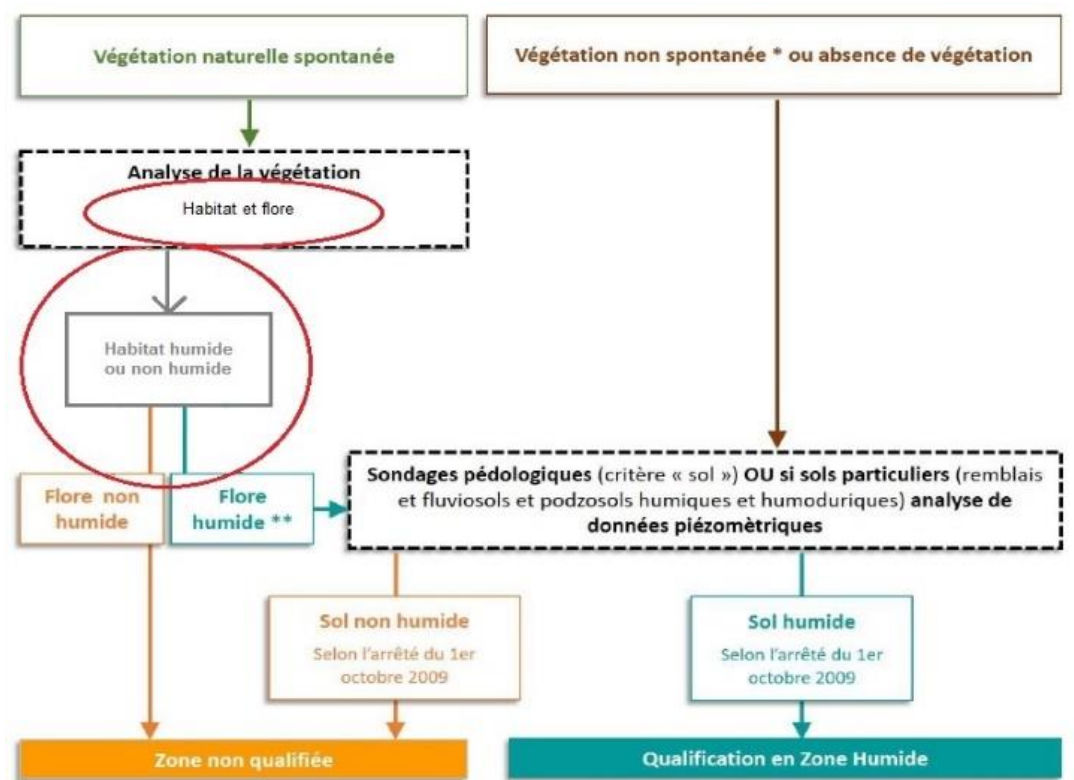 Végétation naturelle spontanée
Végétation non spontanée * ou absence de végétation
Analyse de la végétation
Habitat et flore
Habitat humide
ou non humide
Flore non
humide
Flore
humide **
Sondages pédologiques (critère « sol ») OU si sols particuliers (remblais
et fluviosols et podzosols humiques et humoduriques) analyse de
données piézomètriques
Sol non humide
Selon l'arrêté du 1er
octobre 2009
Sol humide
Selon l'arrêté du 1er
octobre 2009
Zone non qualifiée
Qualification en Zone Humide